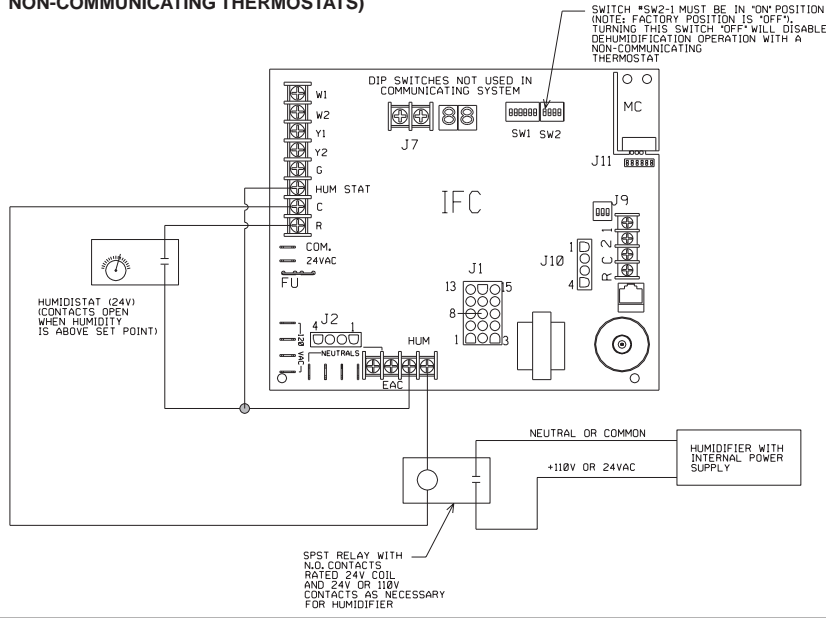 NON-COMMUNICATING THERMOSTATS)
SWITCH "SW2-1 MUST BE IN "ON" POSITION
(NOTE: FACTORY POSITION IS "OFF").
TURNING THIS SWITCH "OFF" WILL DISABLE
DEHUMIDIFICATION OPERATION WITH A
NON-COMMUNICATING
THERMOSTAT
DIP SWITCHES NOT USED IN
COMMUNICATING SYSTEM
W1
W2
Y1
Y2
G
HUM STAT
C
R
COM.
24VAC
FU
J7
88
SW1 SW2
MC
J11
IFC
J9
R C 2 1
J10
1
4
J1
13
15
8
1
3
HUMIDISTAT (24V)
(CONTACTS OPEN
WHEN HUMIDITY
IS ABOVE SET POINT)
J2
4
1
120 VAC
NEUTRALS
HUM
EAC
NEUTRAL OR COMMON
+110V OR 24VAC
HUMIDIFIER WITH
INTERNAL POWER
SUPPLY
SPST RELAY WITH
N.O. CONTACTS
RATED 24V COIL
AND 24V OR 110V
CONTACTS AS NECESSARY
FOR HUMIDIFIER